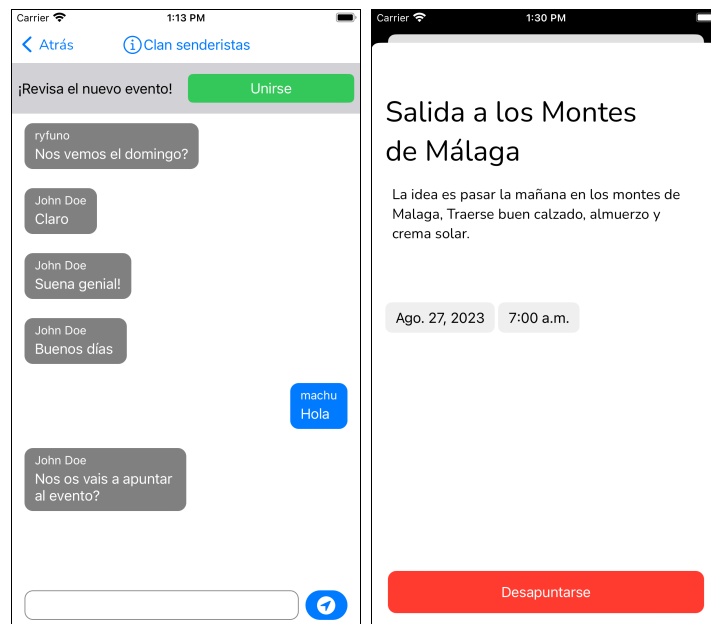 Carrier 1:13 PM
Atrás Clan senderistas
¡Revisa el nuevo evento! Unirse
ryfuno
Nos vemos el domingo?
John Doe
Claro
John Doe
Suena genial!
John Doe
Buenos días
machu
Hola
John Doe
Nos os vais a apuntar
al evento?
Carrier 1:30 PM
Salida a los Montes
de Málaga
La idea es pasar la mañana en los montes de
Malaga, Traerse buen calzado, almuerzo y
crema solar.
Ago. 27, 2023 7:00 a.m.
Desapuntarse